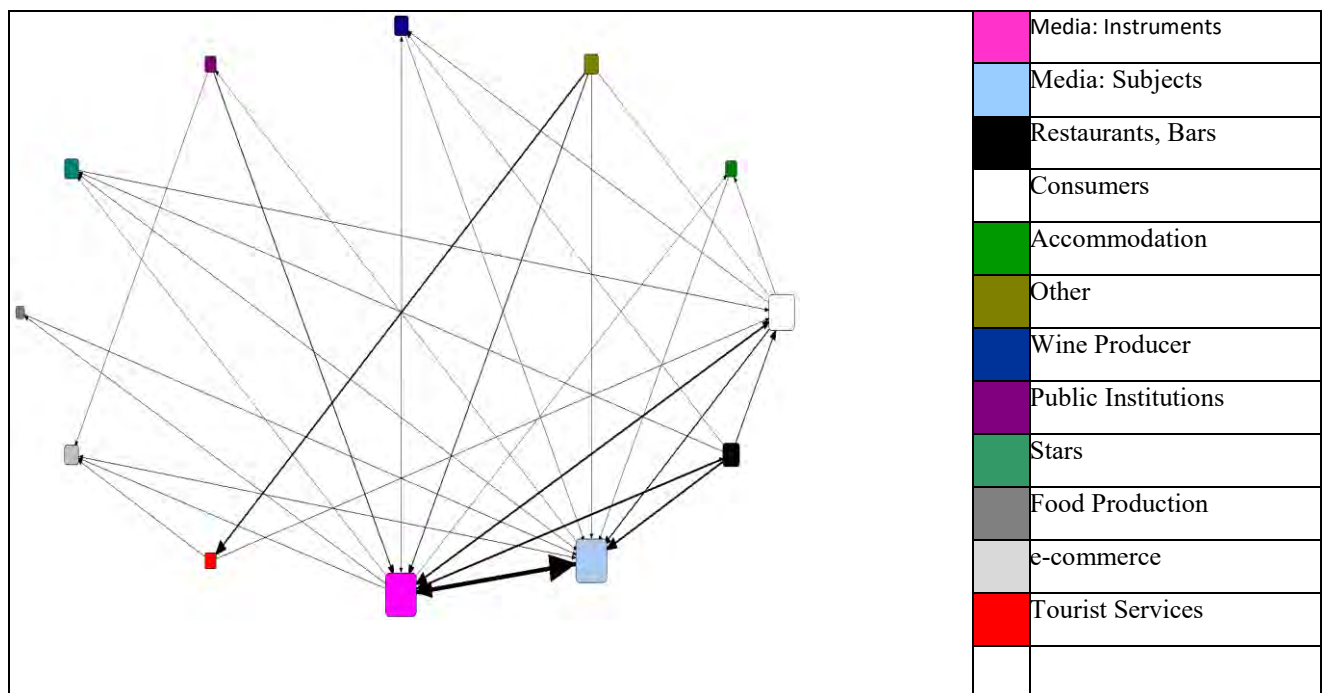 Media: Instruments
Media: Subjects
Restaurants, Bars
Consumers
Accommodation
Other
Wine Producer
Public Institutions
Stars
Food Production
e-commerce
Tourist Services